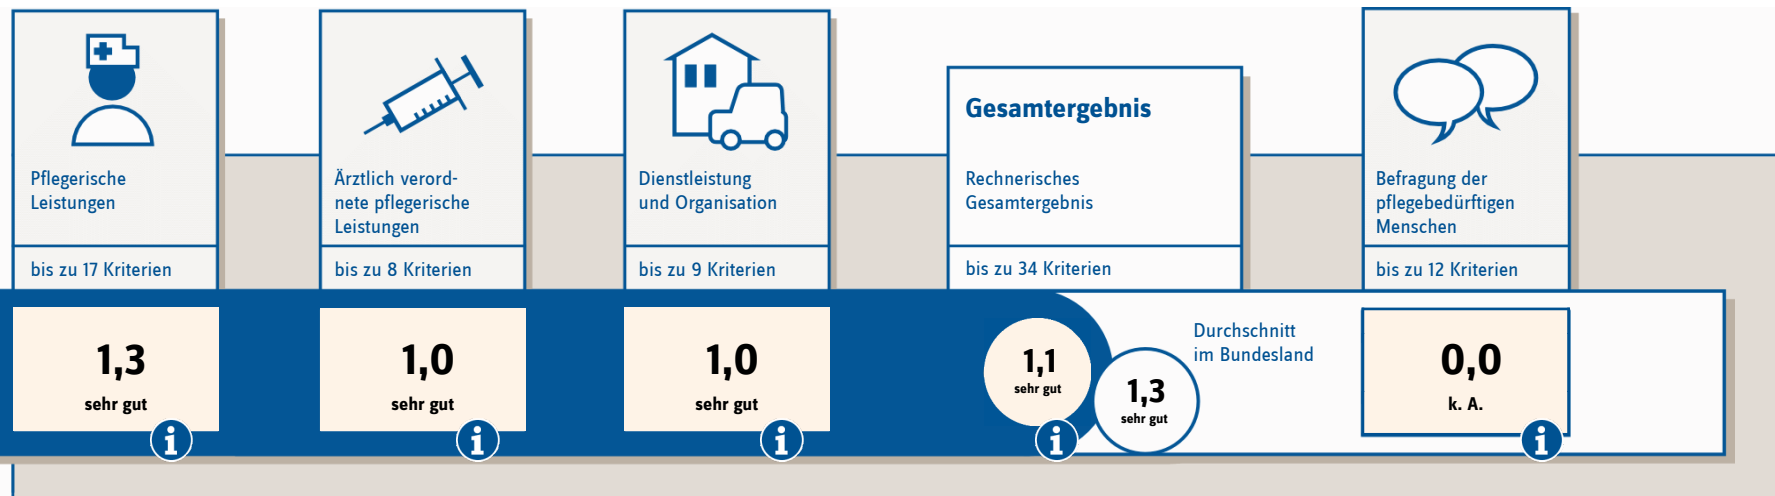 Pflegerische
Leistungen
bis zu 17 Kriterien
1,3
sehr gut
i
Ärztlich verord-
nete pflegerische
Leistungen
bis zu 8 Kriterien
1,0
sehr gut
i
Dienstleistung
und Organisation
bis zu 9 Kriterien
1,0
sehr gut
i
Gesamtergebnis
Rechnerisches
Gesamtergebnis
bis zu 34 Kriterien
1,1
sehr gut
i
Durchschnitt
im Bundesland
1,3
sehr gut
Befragung der
pflegebedürftigen
Menschen
bis zu 12 Kriterien
0,0
k. A.
i